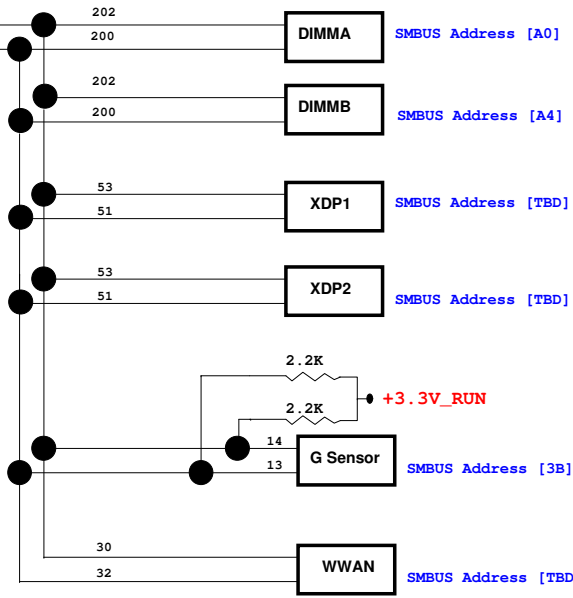 202
200
DIMMA
SMBUS Address [A0]
202
200
DIMMB
SMBUS Address [A4]
53
51
XDP1
SMBUS Address [TBD]
53
51
XDP2
SMBUS Address [TBD]
2.2K
+3.3V_RUN
2.2K
14
13
G Sensor
SMBUS Address [3B]
30
32
WWAN
SMBUS Address [TBD